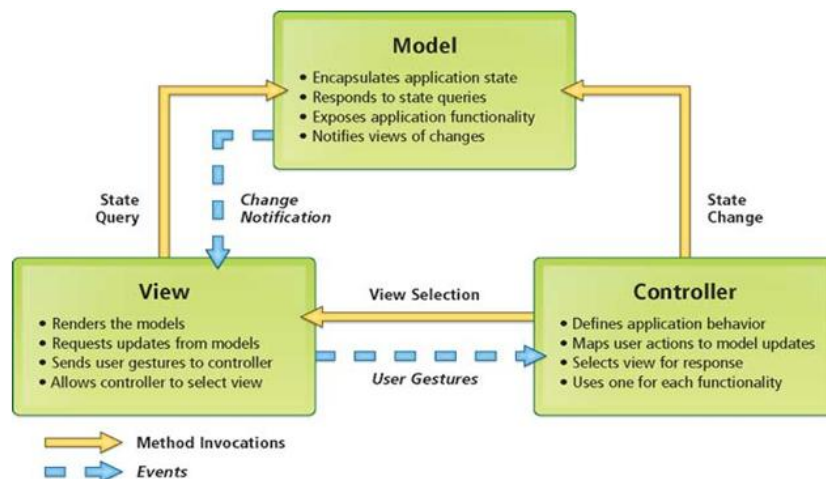 Model
• Encapsulates application state
• Responds to state queries
• Exposes application functionality
• Notifies views of changes
State
Query
Change
Notification
State
Change
View
• Renders the models
• Requests updates from models
• Sends user gestures to controller
• Allows controller to select view
View Selection
User Gestures
Controller
• Defines application behavior
• Maps user actions to model updates
• Selects view for response
• Uses one for each functionality
Method Invocations
Events